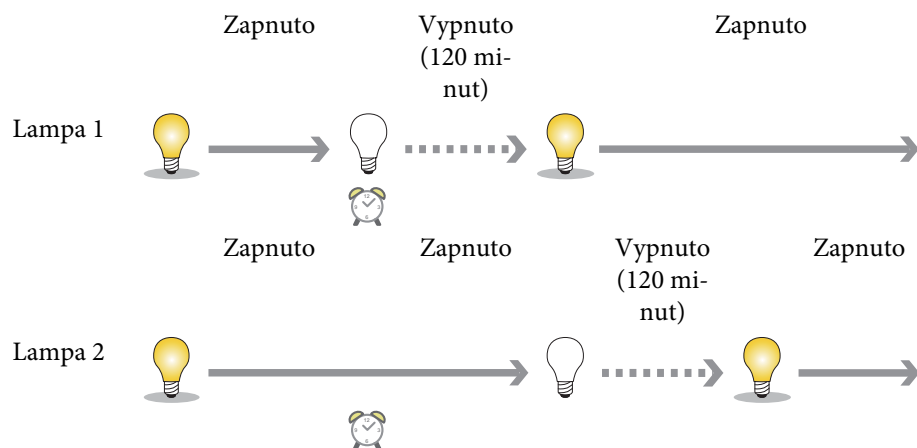 Zapnuto Vypnuto (120 mi-nut) Zapnuto
Lampa 1
Zapnuto Zapnuto Vypnuto (120 mi-nut) Zapnuto
Lampa 2